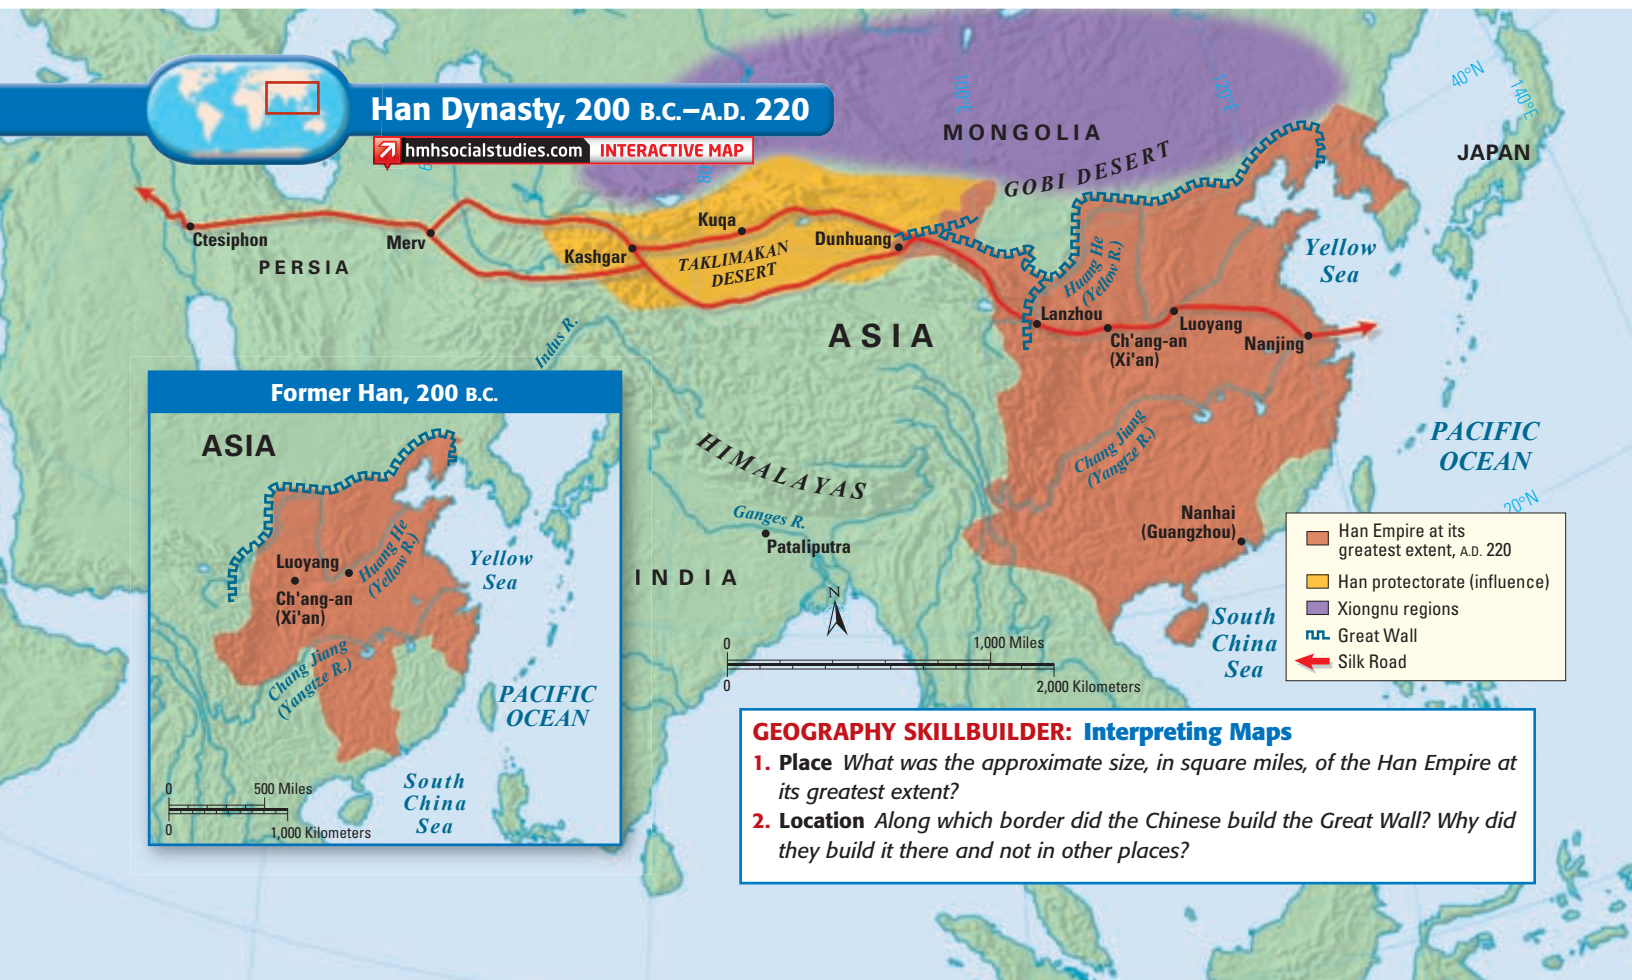 Han Dynasty, 200 B.C.–A.D. 220
hmhsocialstudies.com INTERACTIVE MAP
MONGOLIA
GOBI DESERT
100°E
120°E
40°N
140°E
JAPAN
Ctesiphon
PERSIA
Merv
Kashgar
Kuqa
TAKLIMAKAN
DESERT
Dunhuang
Huang He
(Yellow R.)
Yellow
Sea
Lanzhou
Ch'ang-an
(Xi'an)
Luoyang
Nanjing
ASIA
Indus R.
HIMALAYAS
Ganges R.
Pataliputra
INDIA
Chang Jiang
(Yangtze R.)
Nanhai
(Guangzhou)
PACIFIC
OCEAN
20°N
South
China
Sea
N
0
1,000 Miles
0
2,000 Kilometers
Han Empire at its
greatest extent, A.D. 220
Han protectorate (influence)
Xiongnu regions
Great Wall
Silk Road
Former Han, 200 B.C.
ASIA
Luoyang
Ch'ang-an
(Xi'an)
Huang He
(Yellow R.)
Yellow
Sea
Chang Jiang
(Yangtze R.)
PACIFIC
OCEAN
South
China
Sea
0
500 Miles
0
1,000 Kilometers
GEOGRAPHY SKILLBUILDER: Interpreting Maps
1. Place What was the approximate size, in square miles, of the Han Empire at
its greatest extent?
2. Location Along which border did the Chinese build the Great Wall? Why did
they build it there and not in other places?